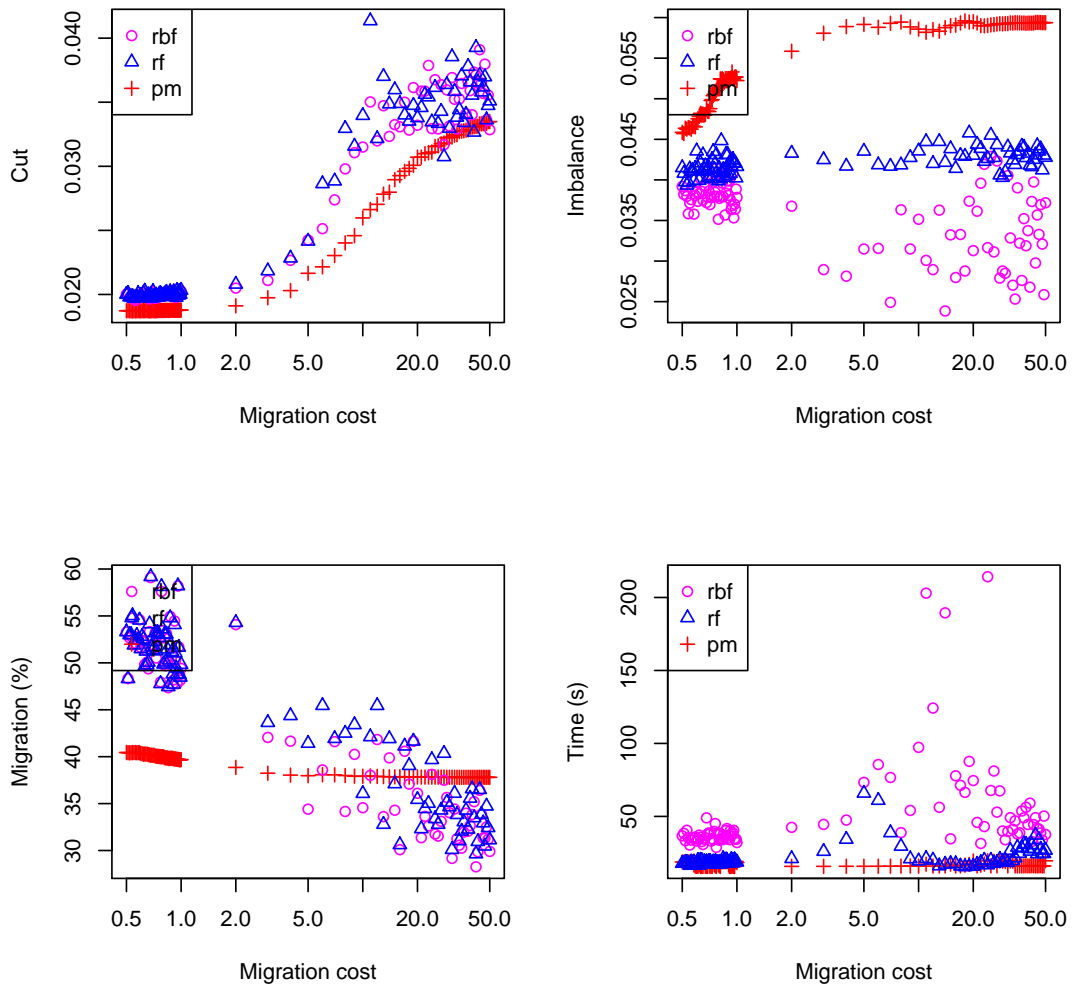 0.040
0.030
0.020
Cut
rbf
rf
pm
0.5 1.0 2.0 5.0 20.0 50.0
Migration cost
0.055
0.045
0.035
0.025
Imbalance
rbf
rf
pm
0.5 1.0 2.0 5.0 20.0 50.0
Migration cost
60
55
50
45
40
35
30
Migration (%)
rbf
rf
pm
0.5 1.0 2.0 5.0 20.0 50.0
Migration cost
200
150
100
50
Time (s)
rbf
rf
pm
0.5 1.0 2.0 5.0 20.0 50.0
Migration cost